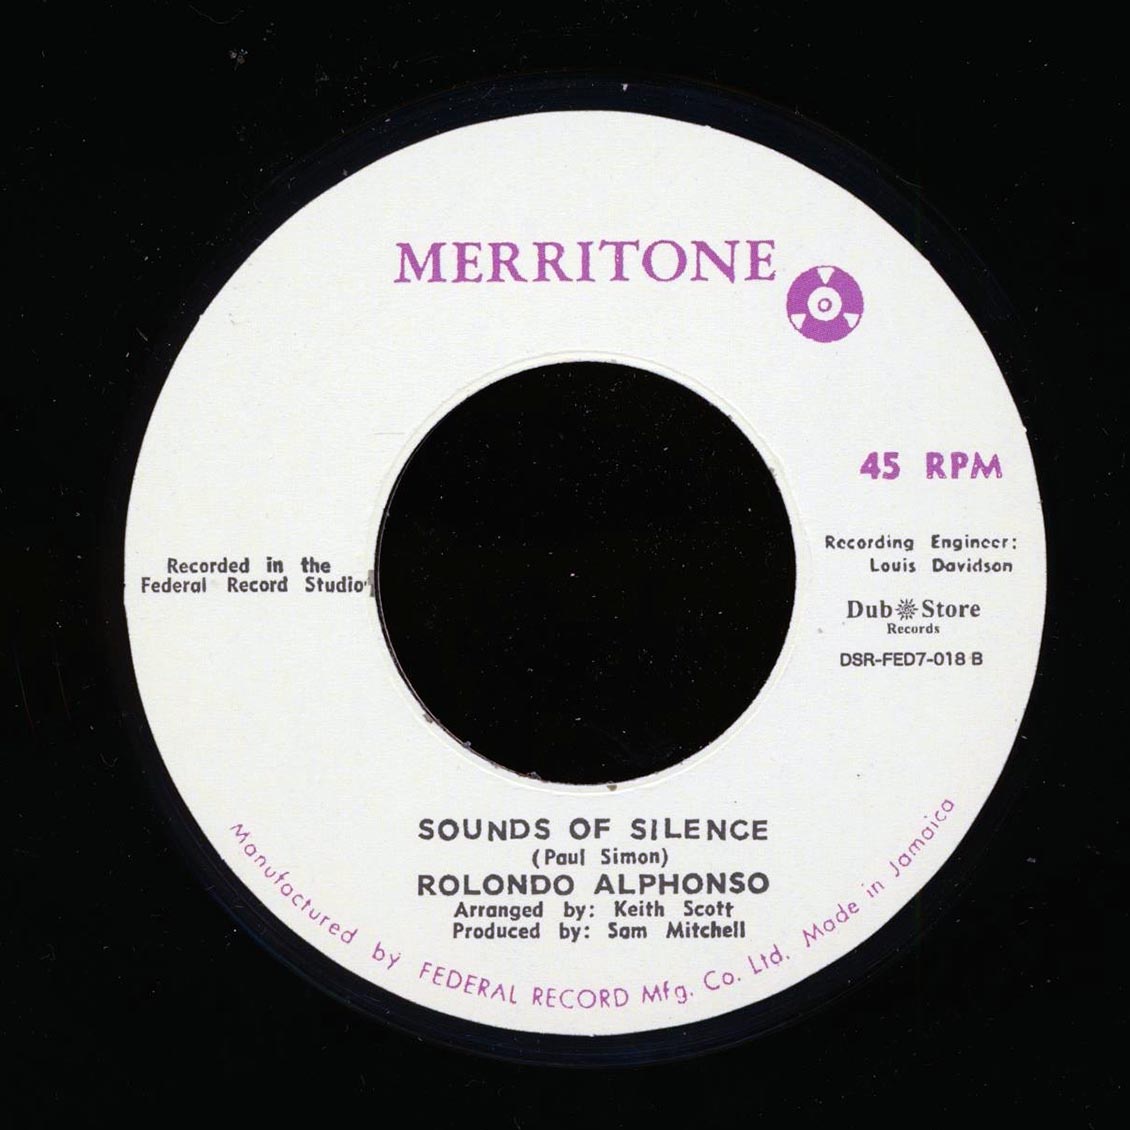 MERRITONE
45 RPM
Recorded in the
Federal Record Studio
Recording Engineer:
Louis Davidson
Dub Store
Records
DSR-FED7-018 B
SOUNDS OF SILENCE
(Paul Simon)
ROLONDO ALPHONSO
Arranged by: Keith Scott
Produced by: Sam Mitchell
Manufactured by FEDERAL RECORD Mfg. Co. Ltd. Made in Jamaica